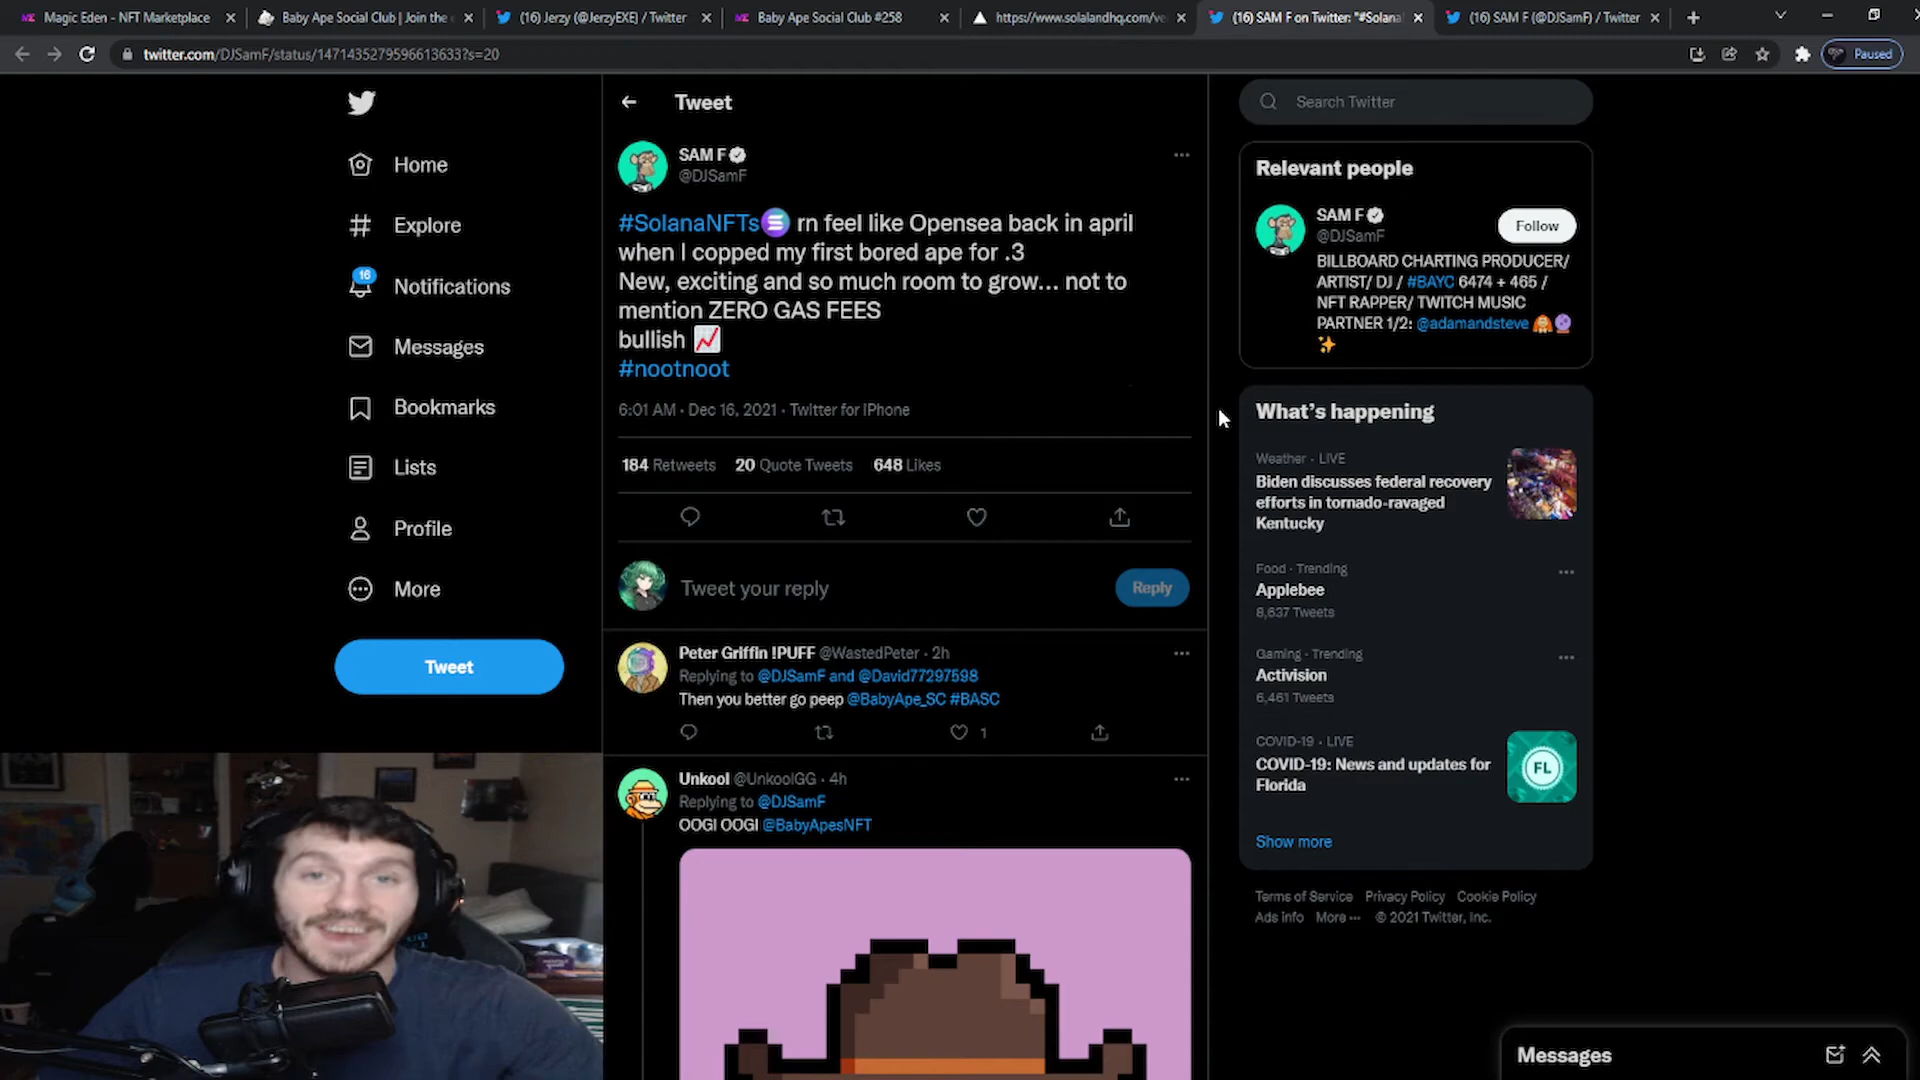 Magic Eden - NFT Marketplace
Baby Ape Social Club | Join the
(16) Jerzy (@JerzyEXE) / Twitter
Baby Ape Social Club #258
https://www.solalandhq.com/ve
(16) SAM F on Twitter: "#Solana
(16) SAM F (@DJSamF) / Twitter
twitter.com/DJSamF/status/1471435279596613633?s=20
Paused
Home
Explore
16
Notifications
Messages
Bookmarks
Lists
Profile
More
Tweet
Tweet
SAM F
@DJSamF
#SolanaNFTs rn feel like Opensea back in april
when I copped my first bored ape for .3
New, exciting and so much room to grow... not to
mention ZERO GAS FEES
bullish
#nootnoot
6:01 AM · Dec 16, 2021 · Twitter for iPhone
184 Retweets 20 Quote Tweets 648 Likes
Tweet your reply
Reply
Peter Griffin !PUFF @WastedPeter · 2h
Replying to @DJSamF and @David77297598
Then you better go peep @BabyApe_SC #BASC
1
Unkool @UnkoolGG · 4h
Replying to @DJSamF
OOGI OOGI @BabyApesNFT
Search Twitter
Relevant people
SAM F
@DJSamF
Follow
BILLBOARD CHARTING PRODUCER/
ARTIST/ DJ / #BAYC 6474 + 465 /
NFT RAPPER/ TWITCH MUSIC
PARTNER 1/2: @adamandsteve
What's happening
Weather · LIVE
Biden discusses federal recovery
efforts in tornado-ravaged
Kentucky
Food · Trending
Applebee
8,637 Tweets
Gaming · Trending
Activision
6,461 Tweets
COVID-19 · LIVE
COVID-19: News and updates for
Florida
FL
Show more
Terms of Service Privacy Policy Cookie Policy
Ads info More ··· © 2021 Twitter, Inc.
Messages